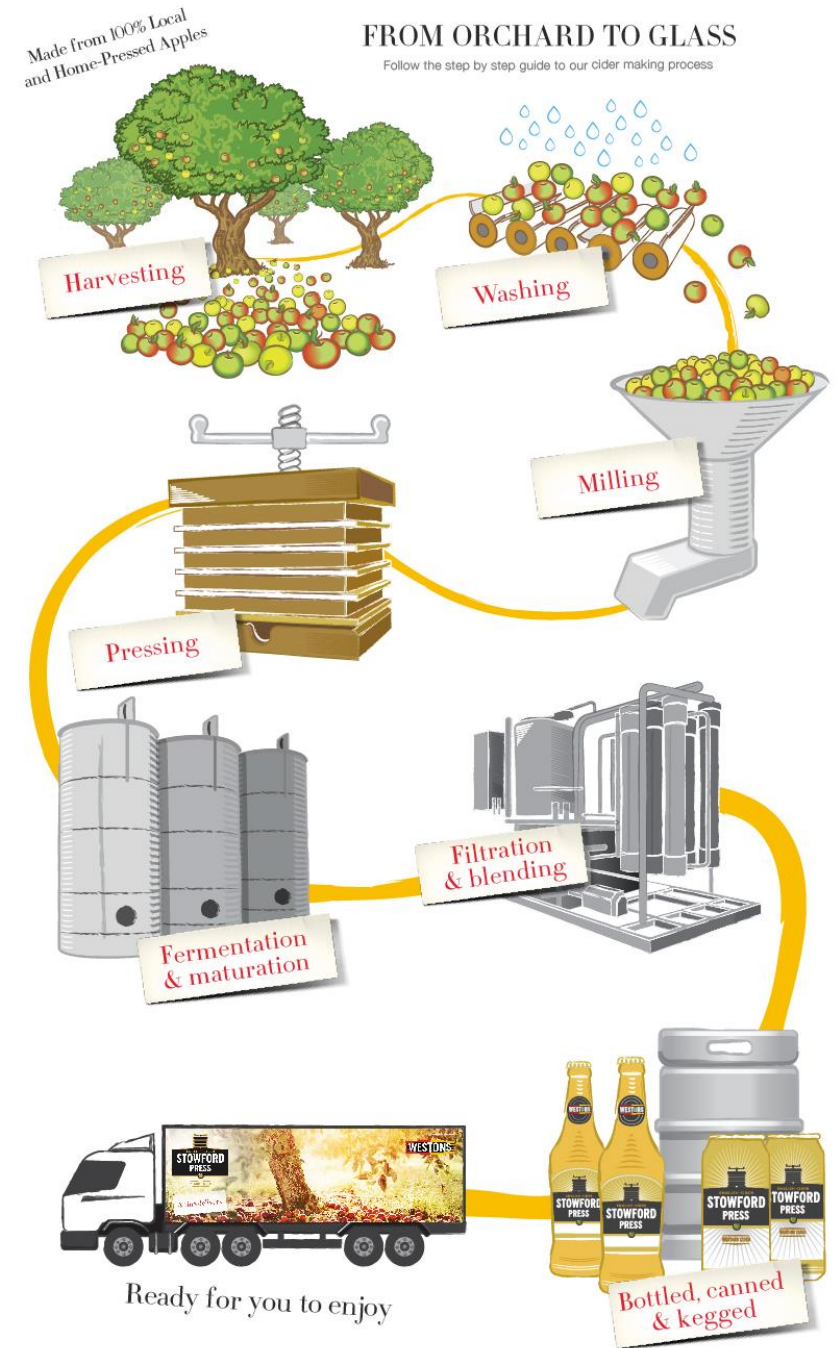 Made from 100% Local
and Home-Pressed Apples
FROM ORCHARD TO GLASS
Follow the step by step guide to our cider making process
Harvesting
Washing
Milling
Pressing
Filtration
& blending
Fermentation
& maturation
STOWFORD
PRESS
WESTONS
Ready for you to enjoy
WESTONS
WESTONS
STOWFORD
PRESS
STOWFORD
PRESS
STOWFORD
PRESS
STOWFORD
PRESS
Bottled, canned
& kegged